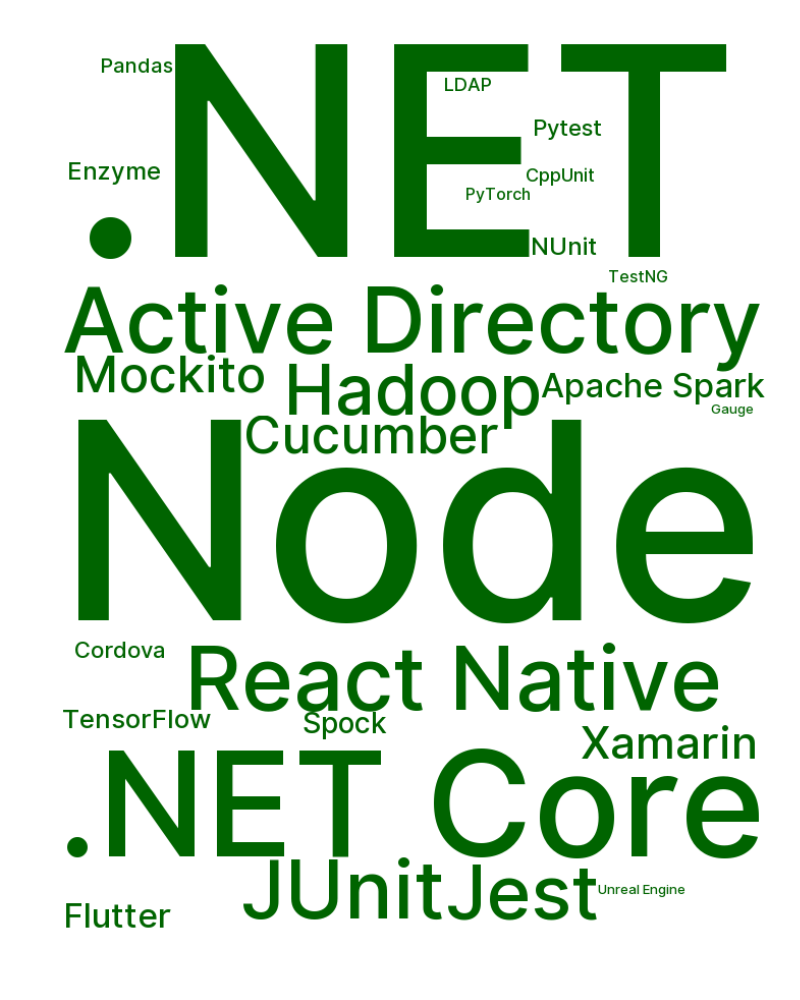 .NET
Pandas
LDAP
Pytest
Enzyme
CppUnit
PyTorch
NUnit
TestNG
Active Directory
Mockito
Hadoop
Apache Spark
Gauge
Cucumber
Node
Cordova
React Native
TensorFlow
Spock
Xamarin
.NET Core
JUnit
Jest
Unreal Engine
Flutter